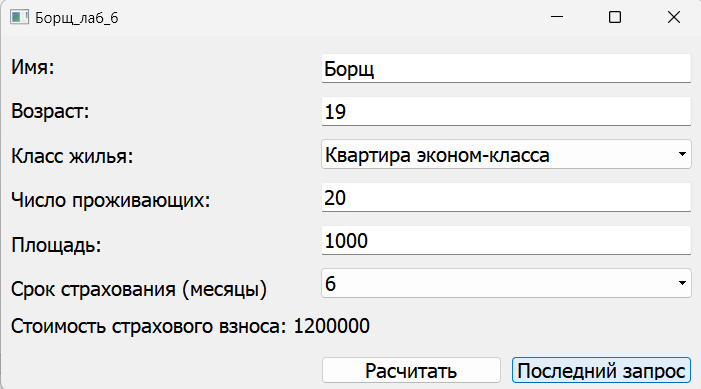 Борщ_лаб_6
Имя: Борщ
Возраст: 19
Класс жилья: Квартира эконом-класса
Число проживающих: 20
Площадь: 1000
Срок страхования (месяцы) 6
Стоимость страхового взноса: 1200000
Расчитать Последний запрос